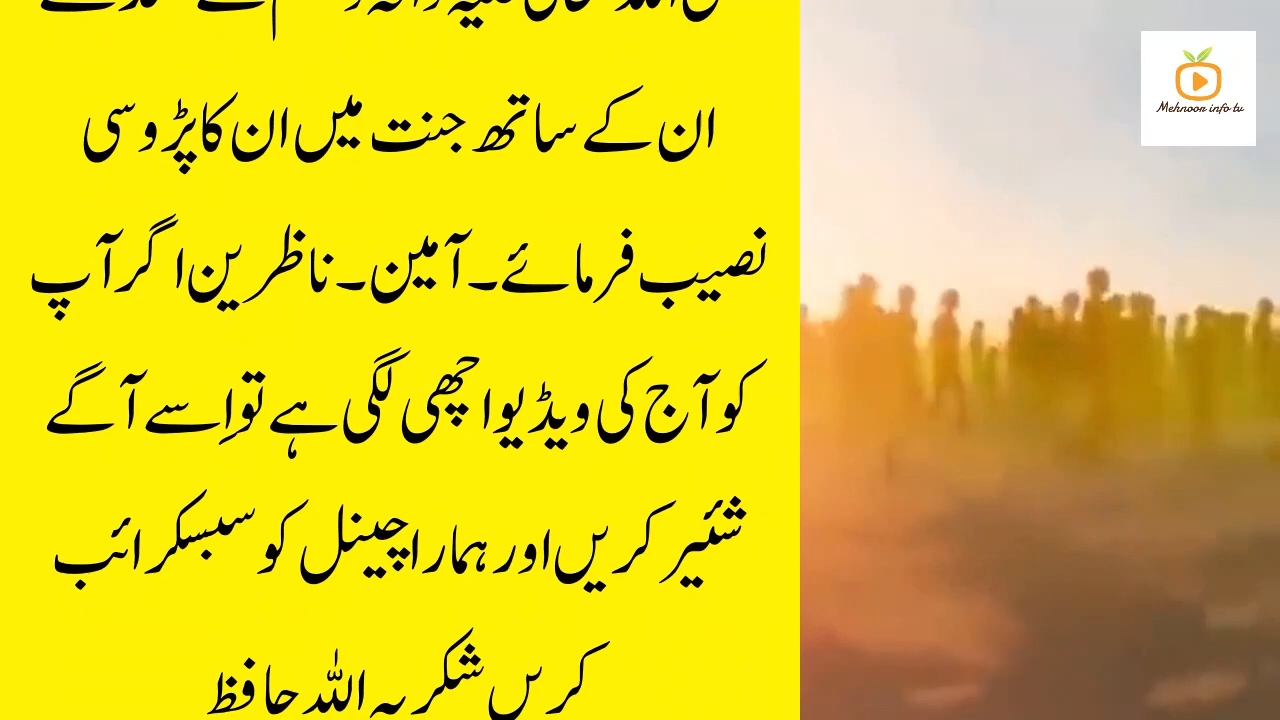 ان کے ساتھ جنت میں ان کا پڑوسی
نصیب فرمائے۔ آمین۔ ناظرین اگر آپ
کو آج کی ویڈیو اچھی لگی ہے تو اِسے آگے
شئیر کریں اور ہمارا چینل کو سبسکرائب
کریں شکریہ اللہ حافظ
Mehnoor info tv